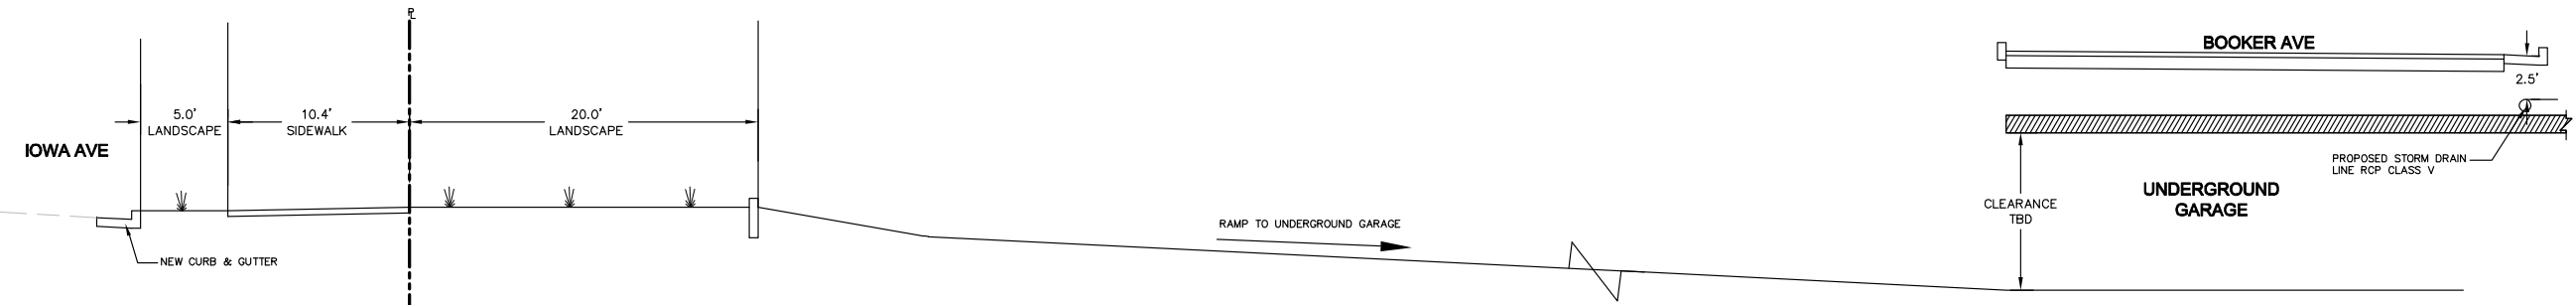 PL
5.0'
LANDSCAPE
10.4'
SIDEWALK
20.0'
LANDSCAPE
IOWA AVE
NEW CURB & GUTTER
RAMP TO UNDERGROUND GARAGE
BOOKER AVE
2.5'
PROPOSED STORM DRAIN
LINE RCP CLASS V
CLEARANCE
TBD
UNDERGROUND
GARAGE